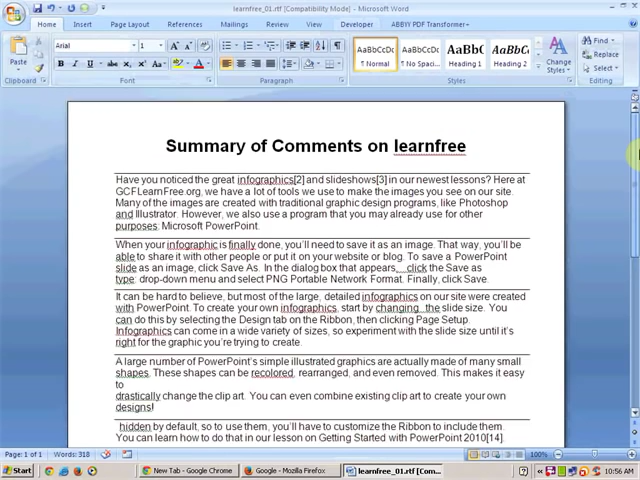 learnfree_01.rtf [Compatibility Mode] - Microsoft Word
Home Insert Page Layout References Mailings Review View Developer ABBYY PDF Transformer
Paste
Clipboard
Arial 1
Font
Paragraph
AaBbCcDc AaBbCcDc AaBbC AaBbCc
¶ Normal ¶ No Spaci... Heading 1 Heading 2
Change Styles
Styles
Find
Replace
Select
Editing
Summary of Comments on learnfree
Have you noticed the great infographics[2] and slideshows[3] in our newest lessons? Here at
GCFLearnFree.org, we have a lot of tools we use to make the images you see on our site.
Many of the images are created with traditional graphic design programs, like Photoshop
and Illustrator. However, we also use a program that you may already use for other
purposes: Microsoft PowerPoint.
When your infographic is finally done, you'll need to save it as an image. That way, you'll be
able to share it with other people or put it on your website or blog. To save a PowerPoint
slide as an image, click Save As. In the dialog box that appears, click the Save as
type: drop-down menu and select PNG Portable Network Format. Finally, click Save.
It can be hard to believe, but most of the large, detailed infographics on our site were created
with PowerPoint. To create your own infographics, start by changing the slide size. You
can do this by selecting the Design tab on the Ribbon, then clicking Page Setup.
Infographics can come in a wide variety of sizes, so experiment with the slide size until it's
right for the graphic you're trying to create.
A large number of PowerPoint's simple illustrated graphics are actually made of many small
shapes. These shapes can be recolored, rearranged, and even removed. This makes it easy
to
drastically change the clip art. You can even combine existing clip art to create your own
designs!
hidden by default, so to use them, you'll have to customize the Ribbon to include them.
You can learn how to do that in our lesson on Getting Started with PowerPoint 2010[14].
Page: 1 of 1 Words: 318 100%
Start New Tab - Google Chrome Google - Mozilla Firefox learnfree_01.rtf [Com... 10:56 AM